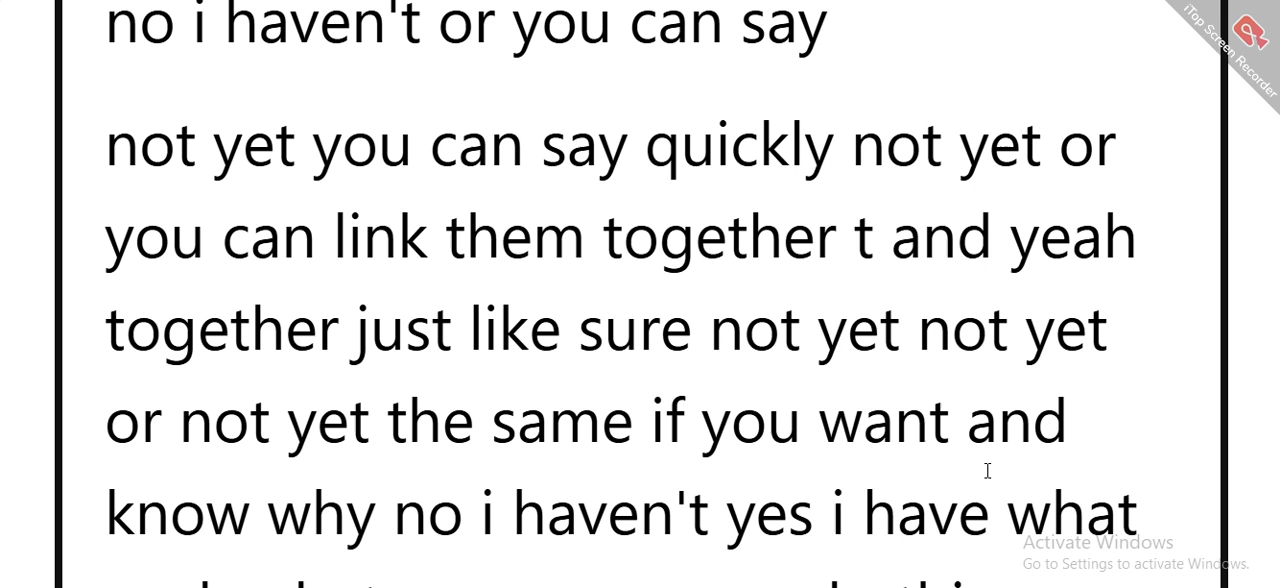 no i haven't or you can say
not yet you can say quickly not yet or
you can link them together t and yeah
together just like sure not yet not yet
or not yet the same if you want and
know why no i haven't yes i have what
iTop Screen Recorder
Activate Windows
Go to Settings to activate Windows.